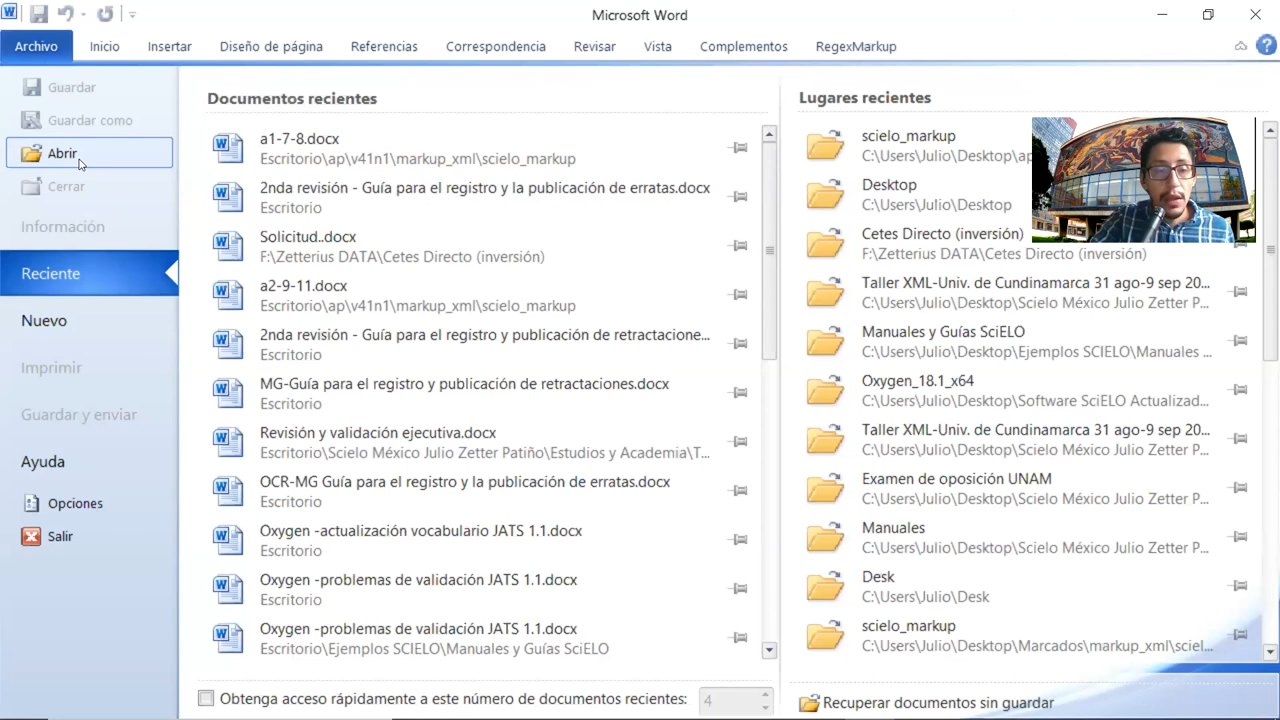 Microsoft Word
Archivo
Inicio
Insertar
Diseño de página
Referencias
Correspondencia
Revisar
Vista
Complementos
RegexMarkup
Guardar
Guardar como
Abrir
Cerrar
Información
Reciente
Nuevo
Imprimir
Guardar y enviar
Ayuda
Opciones
Salir
Documentos recientes
a1-7-8.docx
Escritorio\ap\v41n1\markup_xml\scielo_markup
2nda revisión - Guía para el registro y la publicación de erratas.docx
Escritorio
Solicitud..docx
F:\Zetterius DATA\Cetes Directo (inversión)
a2-9-11.docx
Escritorio\ap\v41n1\markup_xml\scielo_markup
2nda revisión - Guía para el registro y publicación de retractacione...
Escritorio
MG-Guía para el registro y publicación de retractaciones.docx
Escritorio
Revisión y validación ejecutiva.docx
Escritorio\Scielo México Julio Zetter Patiño\Estudios y Academia\T...
OCR-MG Guía para el registro y la publicación de erratas.docx
Escritorio
Oxygen -actualización vocabulario JATS 1.1.docx
Escritorio
Oxygen -problemas de validación JATS 1.1.docx
Escritorio
Oxygen -problemas de validación JATS 1.1.docx
Escritorio\Ejemplos SCIELO\Manuales y Guías SciELO
Obtenga acceso rápidamente a este número de documentos recientes:
4
Lugares recientes
scielo_markup
C:\Users\Julio\Desktop\ap
Desktop
C:\Users\Julio\Desktop
Cetes Directo (inversión)
F:\Zetterius DATA\Cetes Directo (inversión)
Taller XML-Univ. de Cundinamarca 31 ago-9 sep 20...
C:\Users\Julio\Desktop\Scielo México Julio Zetter P...
Manuales y Guías SciELO
C:\Users\Julio\Desktop\Ejemplos SCIELO\Manuales ...
Oxygen_18.1_x64
C:\Users\Julio\Desktop\Software SciELO Actualizad...
Taller XML-Univ. de Cundinamarca 31 ago-9 sep 20...
C:\Users\Julio\Desktop\Scielo México Julio Zetter P...
Examen de oposición UNAM
C:\Users\Julio\Desktop\Scielo México Julio Zetter P...
Manuales
C:\Users\Julio\Desktop\Scielo México Julio Zetter P...
Desk
C:\Users\Julio\Desk
scielo_markup
C:\Users\Julio\Desktop\Marcados\markup_xml\sciel...
Recuperar documentos sin guardar